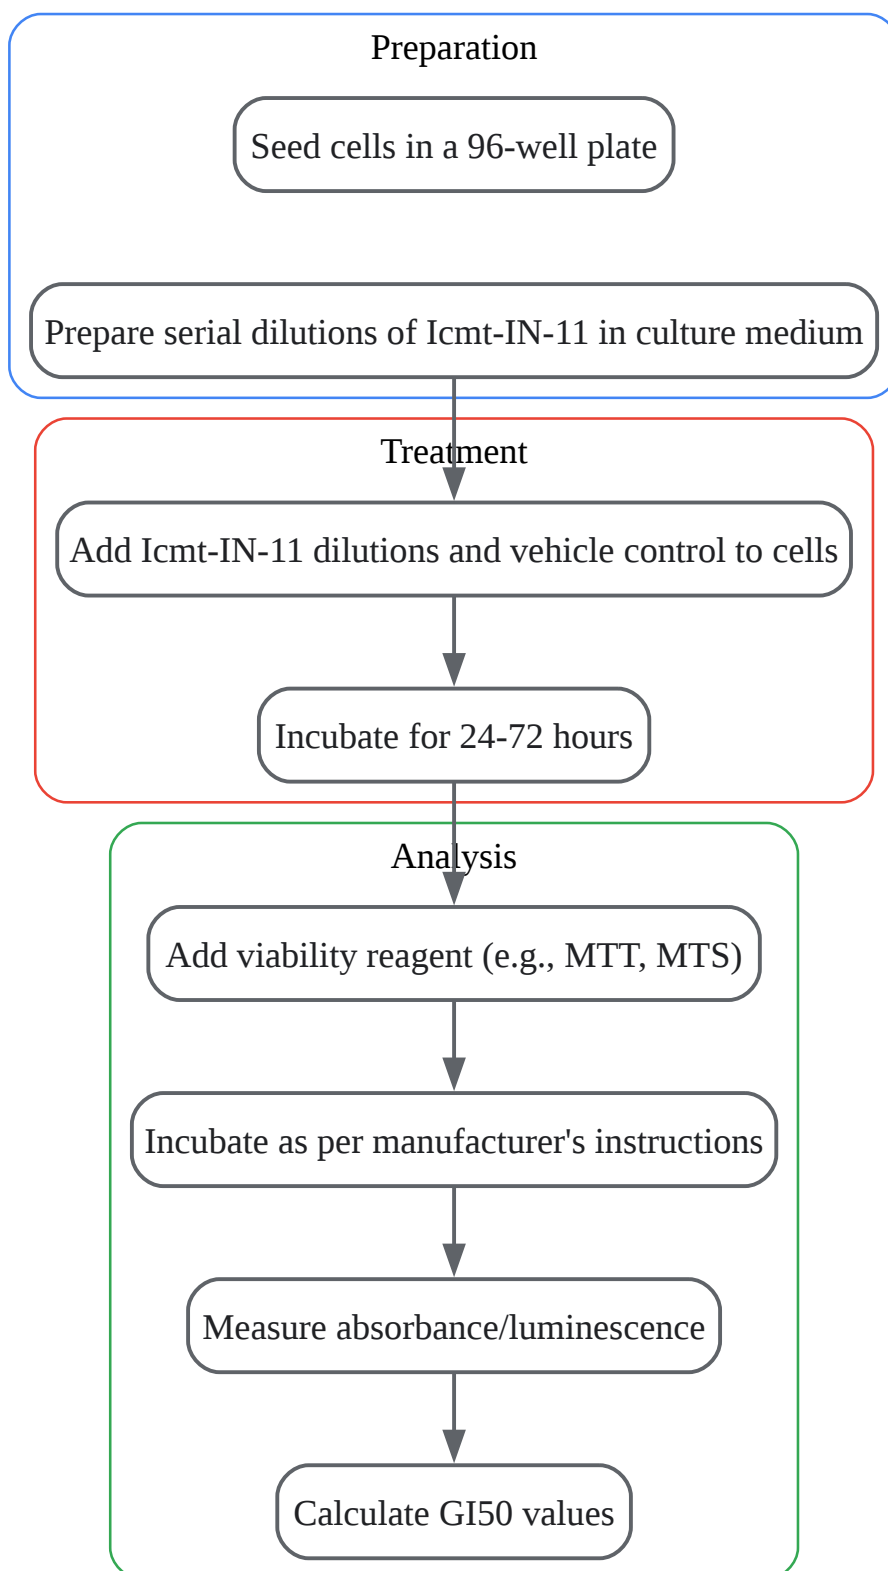 Preparation
Seed cells in a 96-well plate
Prepare serial dilutions of Icmt-IN-11 in culture medium
Treatment
Add Icmt-IN-11 dilutions and vehicle control to cells
Incubate for 24-72 hours
Analysis
Add viability reagent (e.g., MTT, MTS)
Incubate as per manufacturer's instructions
Measure absorbance/luminescence
Calculate GI50 values